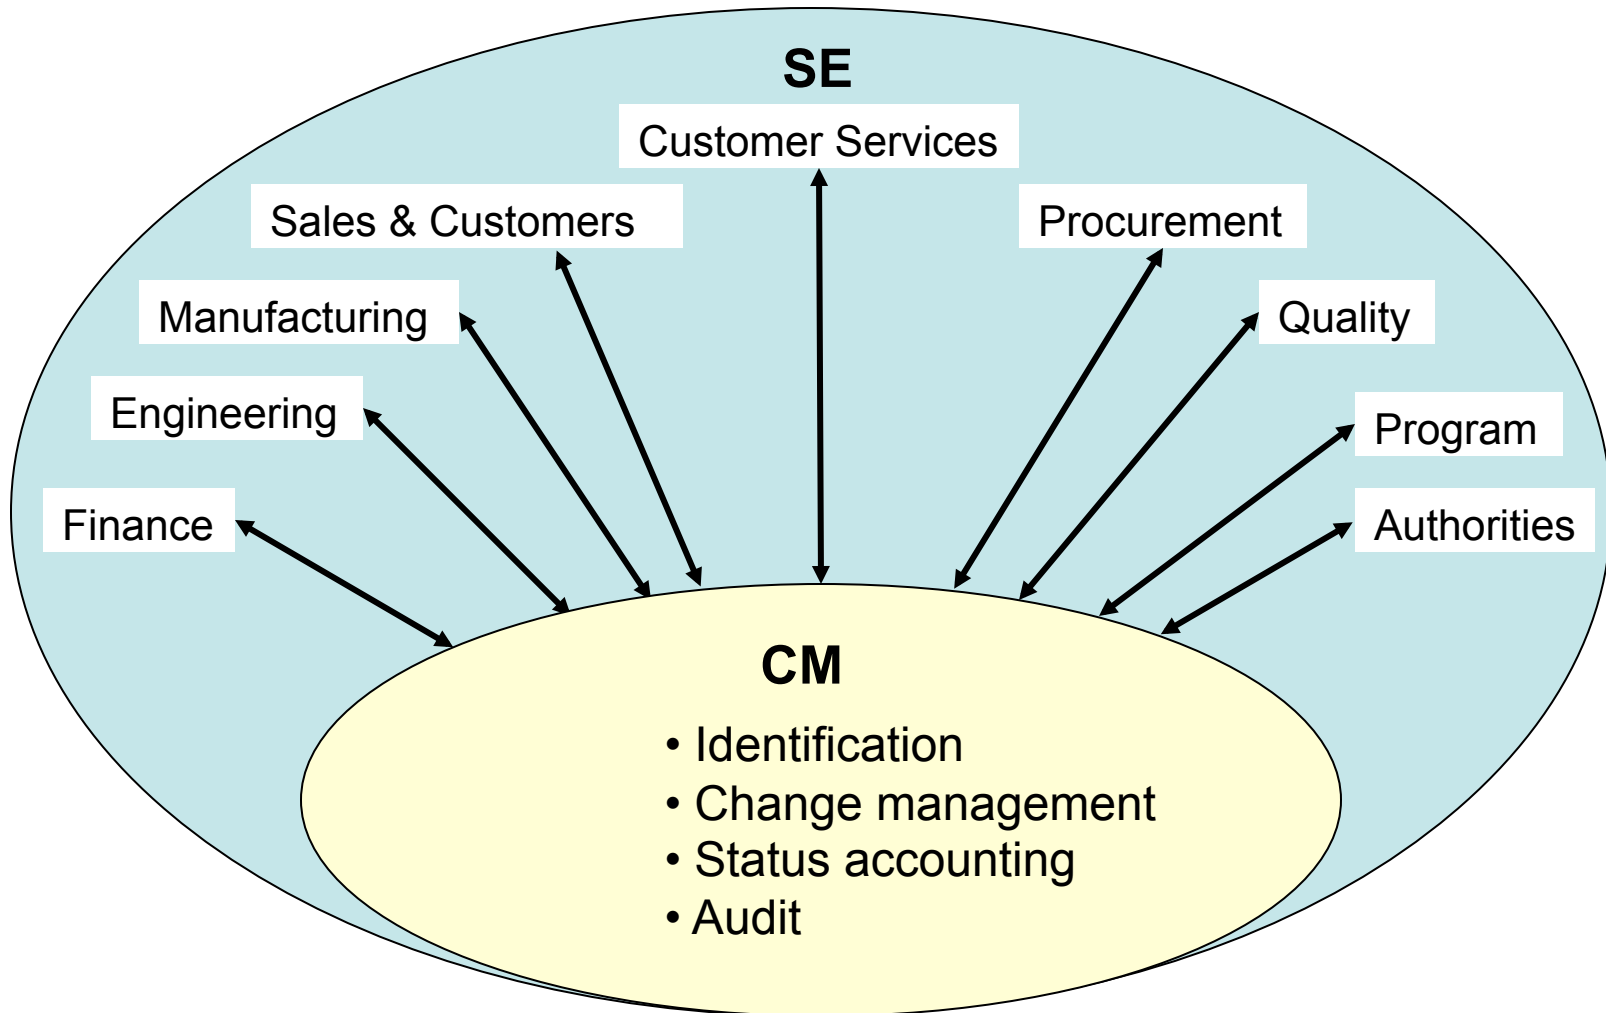 SE
Customer Services
Sales & Customers
Procurement
Manufacturing
Quality
Engineering
Program
Finance
Authorities
CM
• Identification
• Change management
• Status accounting
• Audit